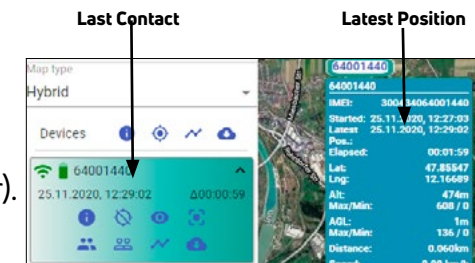 Last Contact
Latest Position
Map type
Hybrid
Devices
64001440
25.11.2020, 12:29:02 Δ00:00:59
).
64001440
64001440
IMEI: 300434064001440
Started: 25.11.2020, 12:27:03
Latest 25.11.2020, 12:29:02
Pos.:
Elapsed: 00:01:59
Lat: 47.85547
Lng: 12.16689
Alt: 474m
Max/Min: 608 / 0
AGL: 1m
Max/Min: 136 / 0
Distance: 0.060km